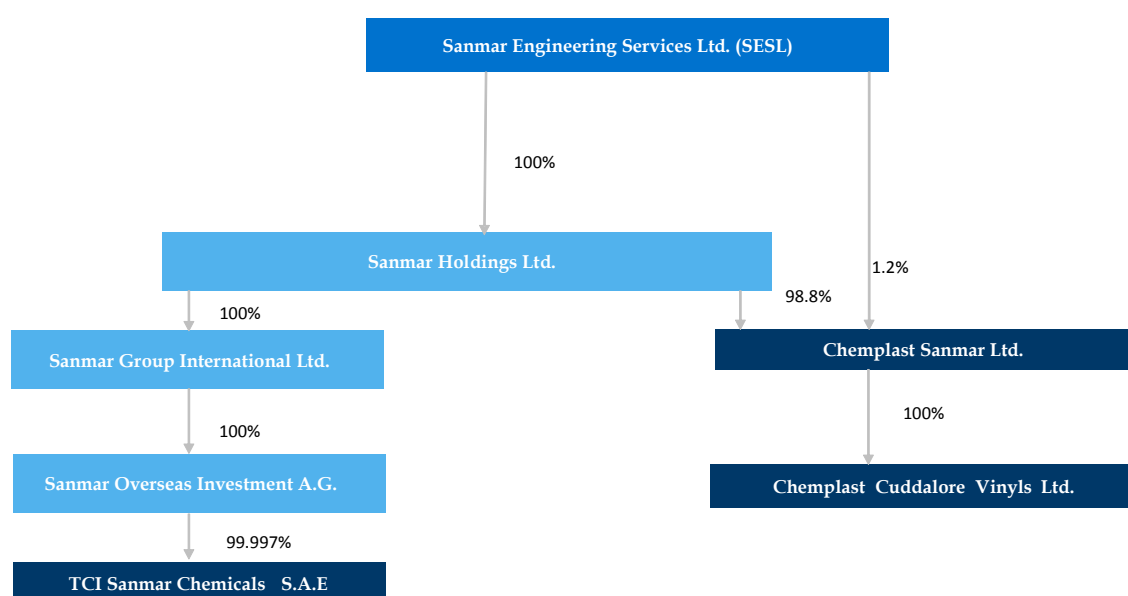 Sanmar Engineering Services Ltd. (SESL)
100%
Sanmar Holdings Ltd.
1.2%
98.8%
100%
Sanmar Group International Ltd.
Chemplast Sanmar Ltd.
100%
100%
Sanmar Overseas Investment A.G.
Chemplast Cuddalore Vinyls Ltd.
99.997%
TCI Sanmar Chemicals S.A.E